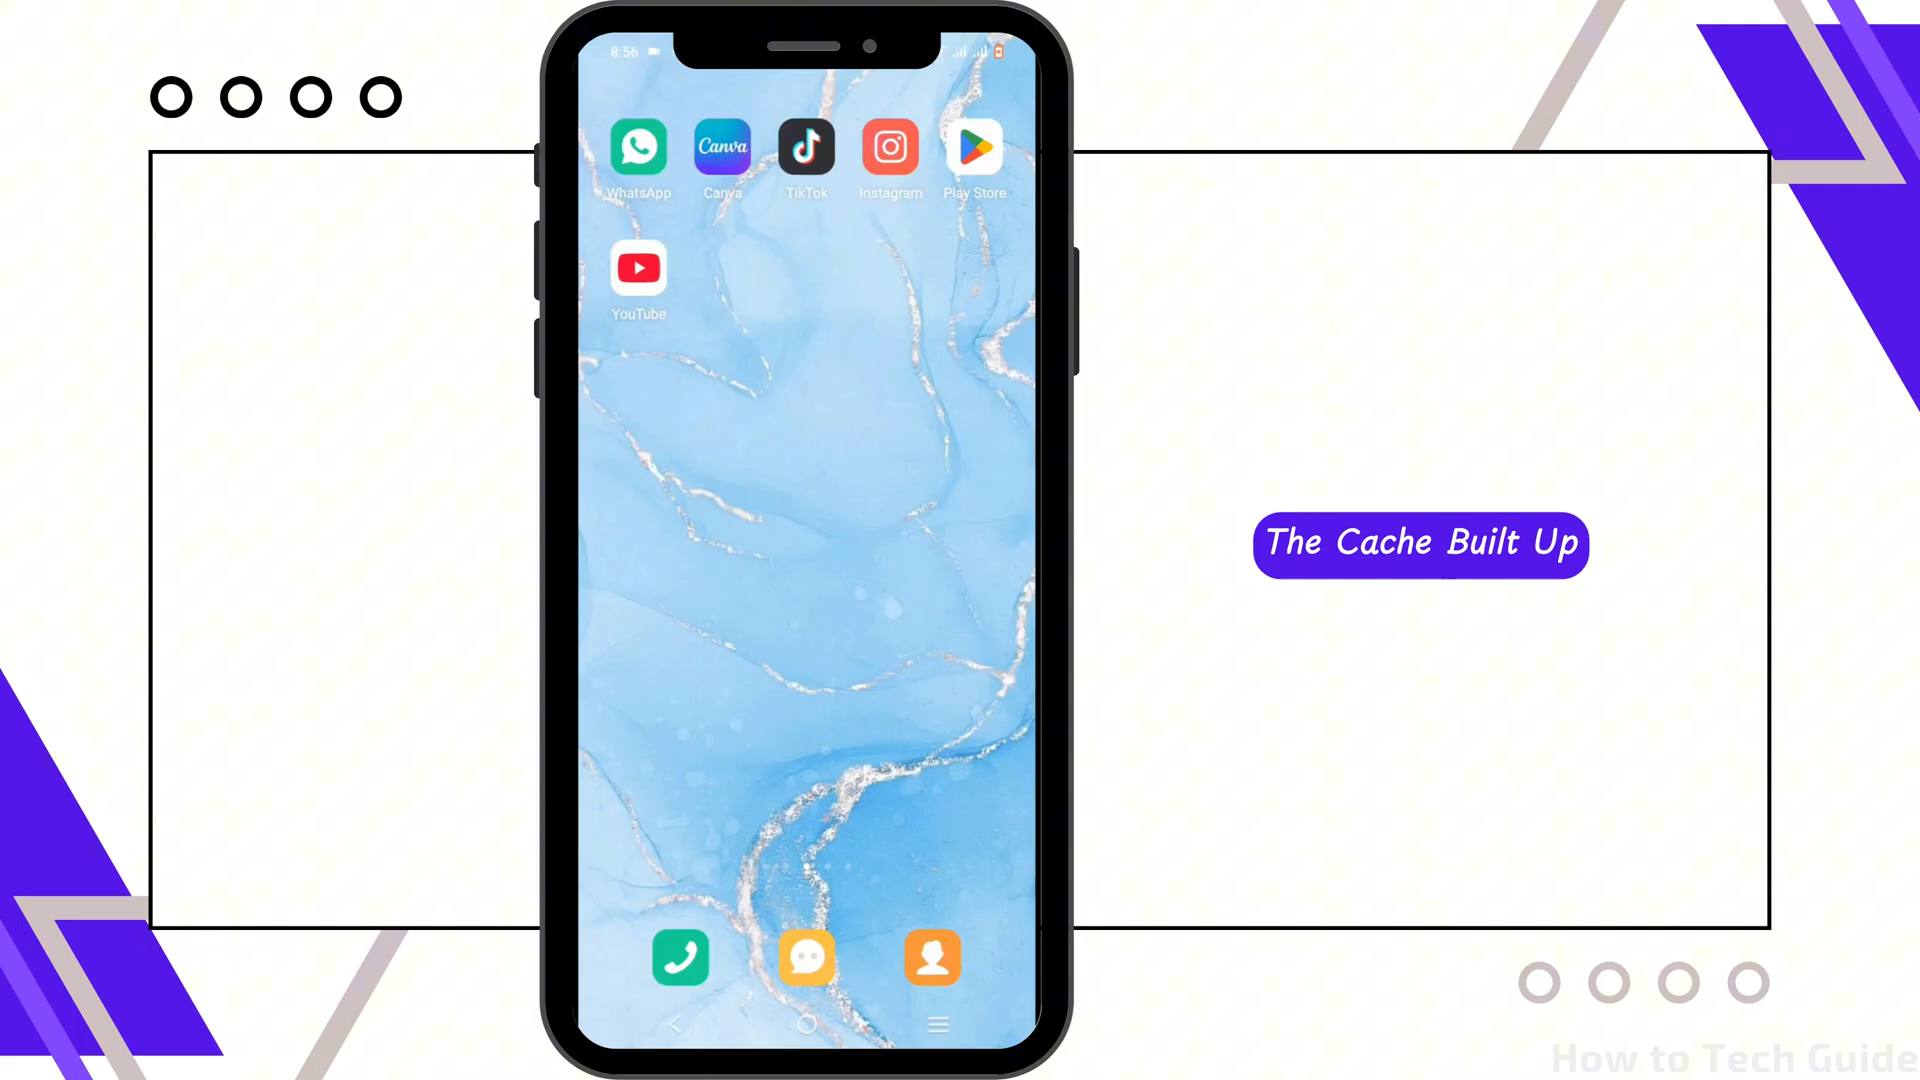 8:56
WhatsApp
Canva
Canva
TikTok
Instagram
Play Store
YouTube
The Cache Built Up
How to Tech Guide